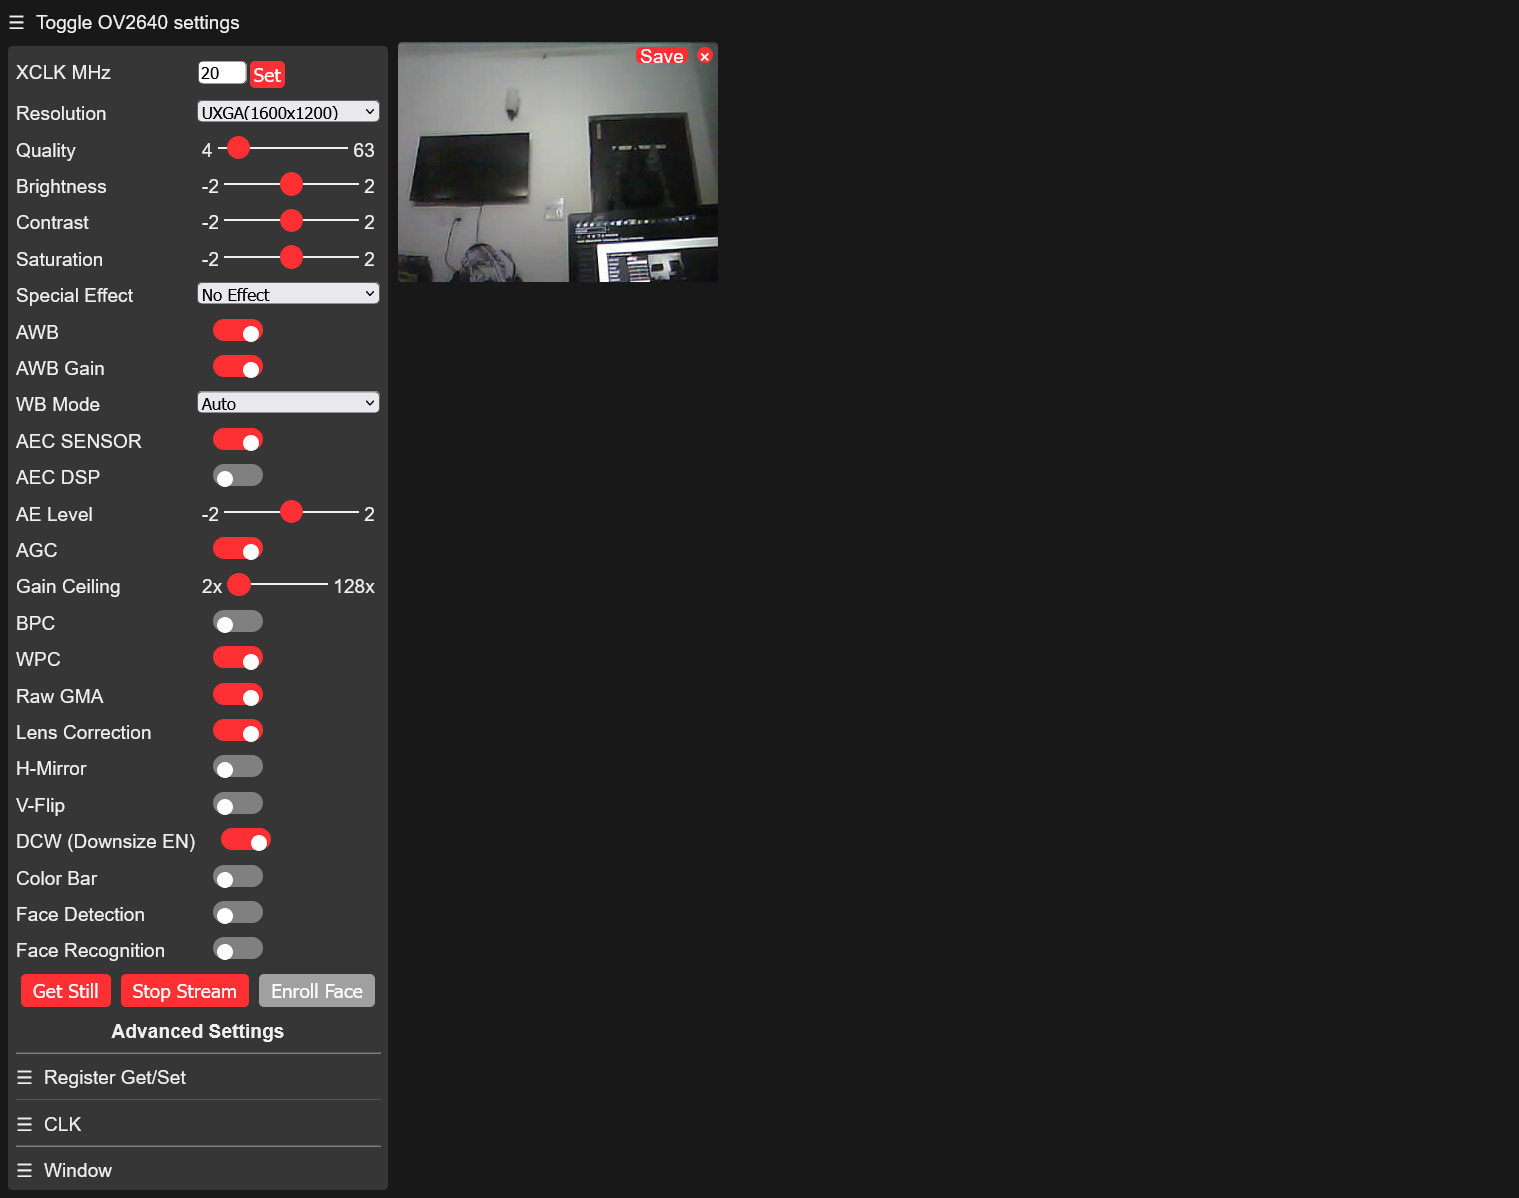 ☰ Toggle OV2640 settings
XCLK MHz 20 Set
Resolution UXGA(1600x1200)
Quality 4 63
Brightness -2 2
Contrast -2 2
Saturation -2 2
Special Effect No Effect
AWB
AWB Gain
WB Mode Auto
AEC SENSOR
AEC DSP
AE Level -2 2
AGC
Gain Ceiling 2x 128x
BPC
WPC
Raw GMA
Lens Correction
H-Mirror
V-Flip
DCW (Downsize EN)
Color Bar
Face Detection
Face Recognition
Get Still Stop Stream Enroll Face
Advanced Settings
☰ Register Get/Set
☰ CLK
☰ Window
Save ×